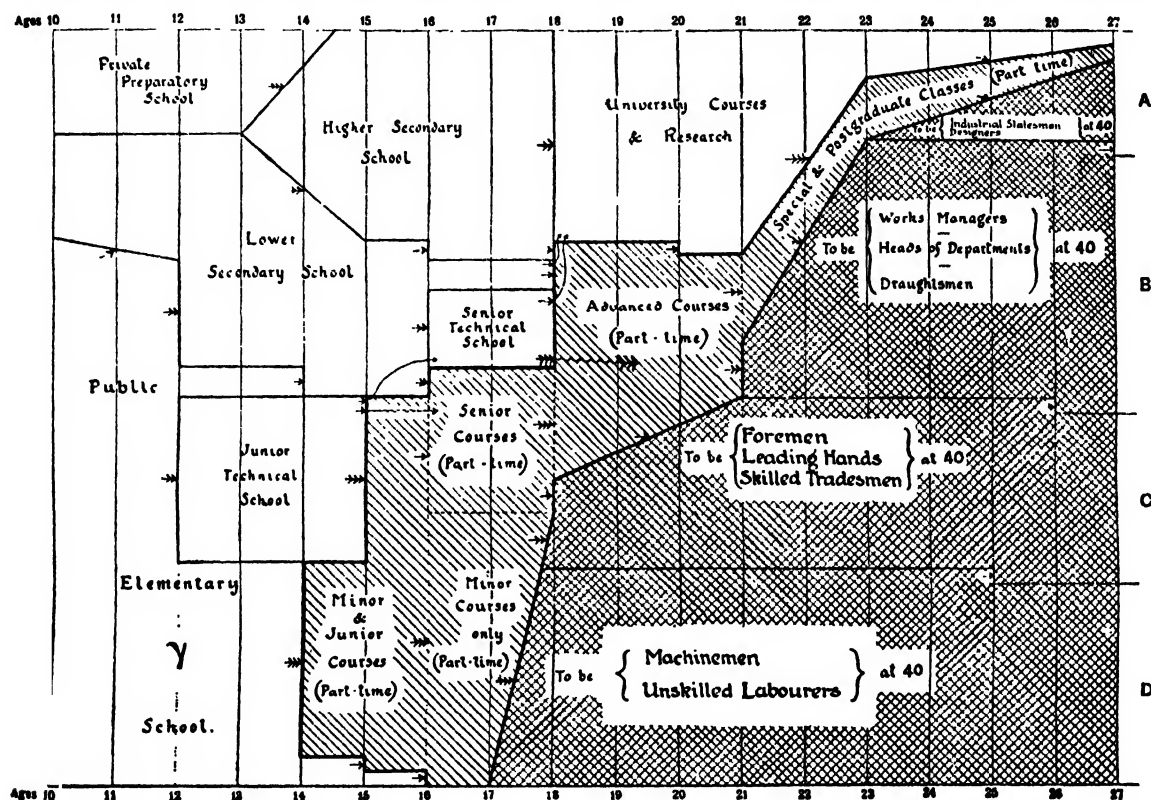 Ages 10 11 12 13 14 15 16 17 18 19 20 21 22 23 24 25 26 27
Private
Preparatory
School
Higher Secondary
School
University Courses
& Research
Special & Postgraduate Classes (Part time)
A
To be { Industrial Statesmen
Designers } at 40
Lower
Secondary School
Works Managers
—
To be { Heads of Departments } at 40
—
Draughtsmen
B
Senior
Technical
School
Advanced Courses
(Part-time)
Public
Senior
Courses
(Part-time)
Junior
Technical
School
To be { Foremen
Leading Hands
Skilled Tradesmen } at 40
C
Elementary
γ
School.
Minor
&
Junior
Courses
(Part-time)
Minor
Courses
only
(Part-time)
To be { Machinemen
Unskilled Labourers } at 40
D
Ages 10 11 12 13 14 15 16 17 18 19 20 21 22 23 24 25 26 27